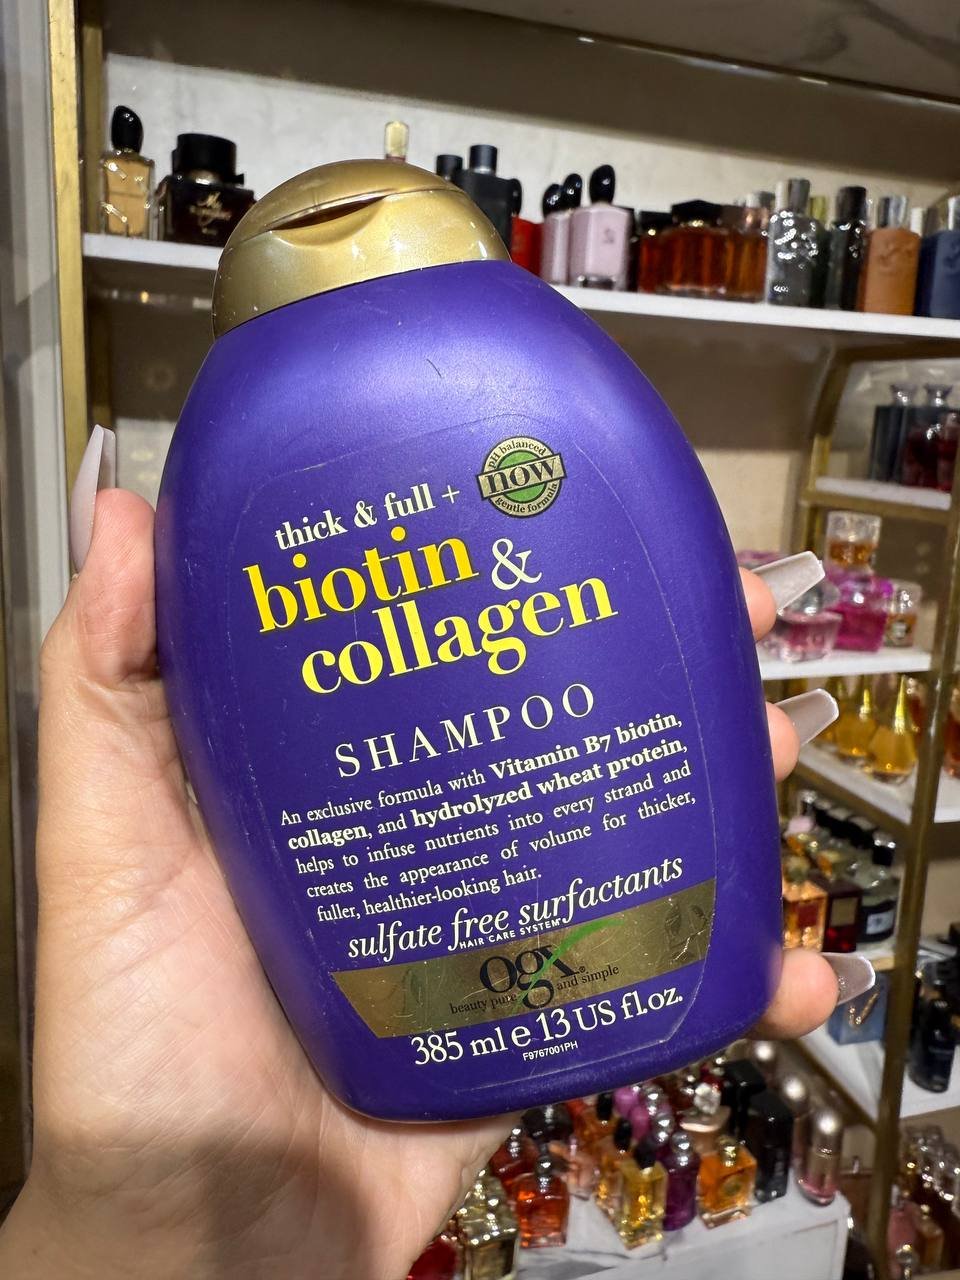 pH balanced
now
gentle formula
thick & full +
biotin &
collagen
SHAMPOO
An exclusive formula with Vitamin B7 biotin,
collagen, and hydrolyzed wheat protein,
helps to infuse nutrients into every strand and
creates the appearance of volume for thicker,
fuller, healthier-looking hair.
sulfate free surfactants
HAIR CARE SYSTEM
ogx®
beauty pure and simple
385 ml e 13 US fl.oz.
F9767001PH